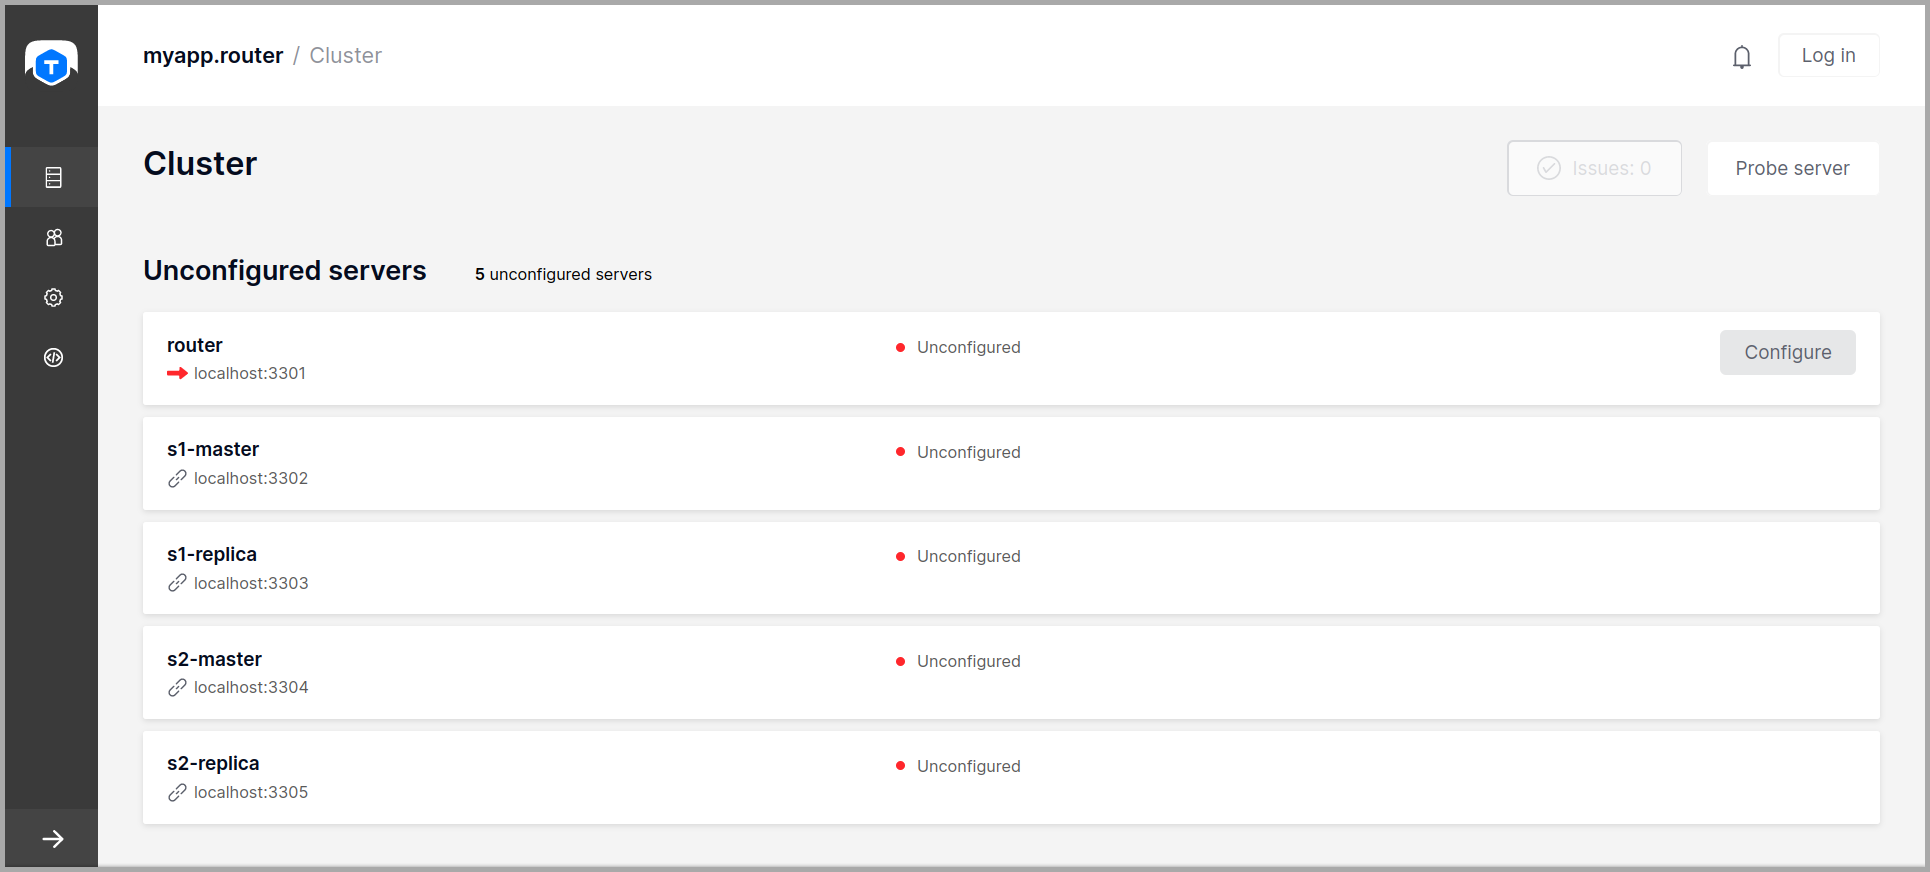 myapp.router / Cluster
Log in
T
Cluster
Issues: 0
Probe server
Unconfigured servers
5 unconfigured servers
router
localhost:3301
Unconfigured
Configure
s1-master
localhost:3302
Unconfigured
s1-replica
localhost:3303
Unconfigured
s2-master
localhost:3304
Unconfigured
s2-replica
localhost:3305
Unconfigured